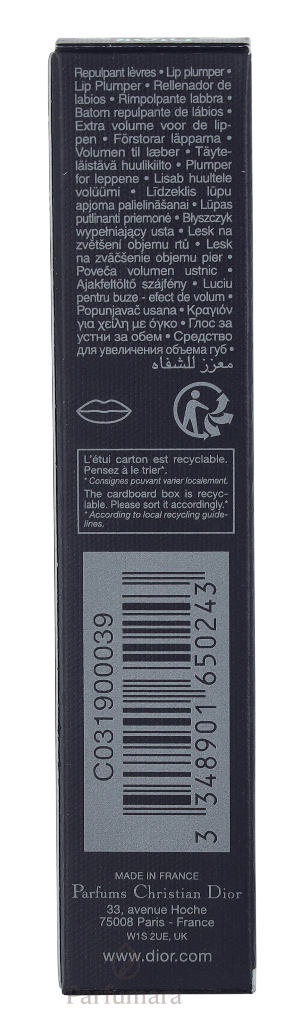 Repulpant lèvres • Lip plumper •
Lip Plumper • Rellenador de
labios • Rimpolpante labbra •
Batom repulpante de lábios •
Extra volume voor de lip-
pen • Förstorar läpparna •
Volumen til læber • Täyte-
läistävä huulikiilto • Plumper
for leppene • Lisab huultele
volüümi • Līdzeklis lūpu
apjoma palielināšanai • Lūpas
putlinanti priemonė • Błyszczyk
wypełniający usta • Lesk na
zvětšení objemu rtů • Lesk
na zväčšenie objemu pier •
Poveča volumen ustnic •
Ajakfeltöltő szájfény • Luciu
pentru buze - efect de volum •
Popunjavač usana • Κραγιόν
για χείλη με όγκο • Глос за
устни за обем • Средство
для увеличения объема губ •
معزز للشفاه
L'étui carton est recyclable.
Pensez à le trier*.
* Consignes pouvant varier localement.
The cardboard box is recyc-
lable. Please sort it accordingly.*
* According to local recycling guide-
lines.
C031900039
3 348901 650243
MADE IN FRANCE
Parfums Christian Dior
33, avenue Hoche
75008 Paris - France
W1S 2UE, UK
www.dior.com
Parfumara